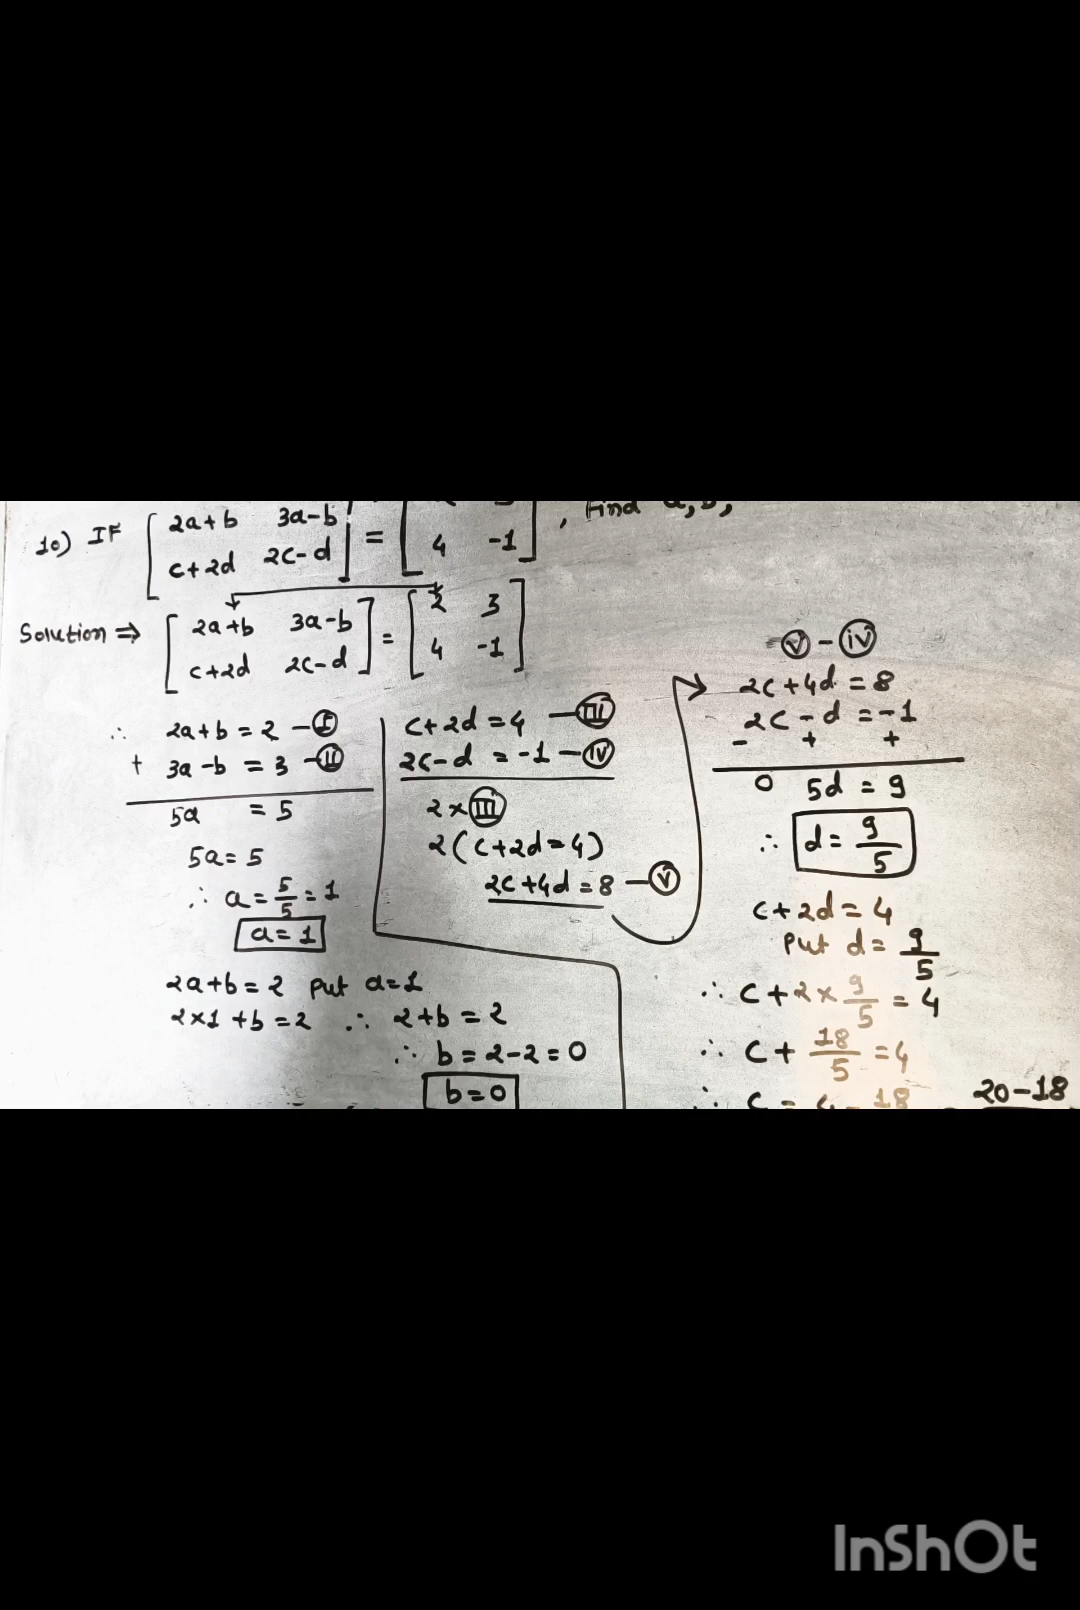 10) IF [ 2a+b 3a-b ] = [
c+2d 2c-d 4 -1 ], Find a, b,
Solution ⇒ [ 2a+b 3a-b ] = [ 2 3 ]
c+2d 2c-d 4 -1
∴ 2a+b = 2 - I
+ 3a-b = 3 - II
5a = 5
5a = 5
∴ a = 5/5 = 1
a = 1
2a+b = 2 put a=1
2×1 +b = 2 ∴ 2+b = 2
∴ b = 2-2 = 0
b = 0
c+2d = 4 - III
2c-d = -1 - iv
2 × III
2(c+2d=4)
2c+4d = 8 - V
V - iv
2c+4d = 8
2c-d = -1
- + +
0 5d = 9
∴ d = 9/5
c+2d = 4
Put d = 9/5
∴ c+2× 9/5 = 4
∴ c+ 18/5 = 4
∴ c = 4 - 18
20-18
InShOt